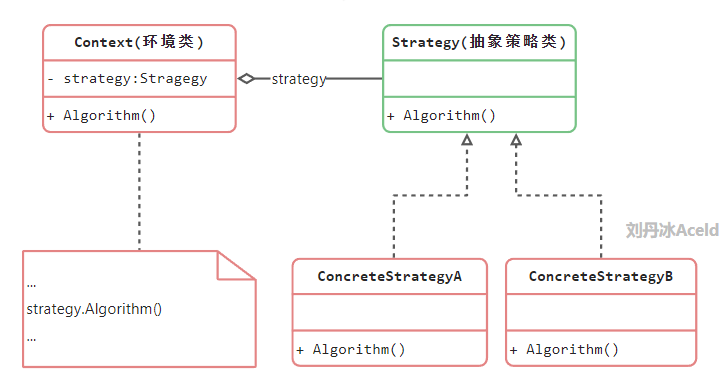 Context(环境类)
- strategy:Stragegy
+ Algorithm()
strategy
Strategy(抽象策略类)
+ Algorithm()
刘丹冰Aceld
...
strategy.Algorithm()
...
ConcreteStrategyA
+ Algorithm()
ConcreteStrategyB
+ Algorithm()